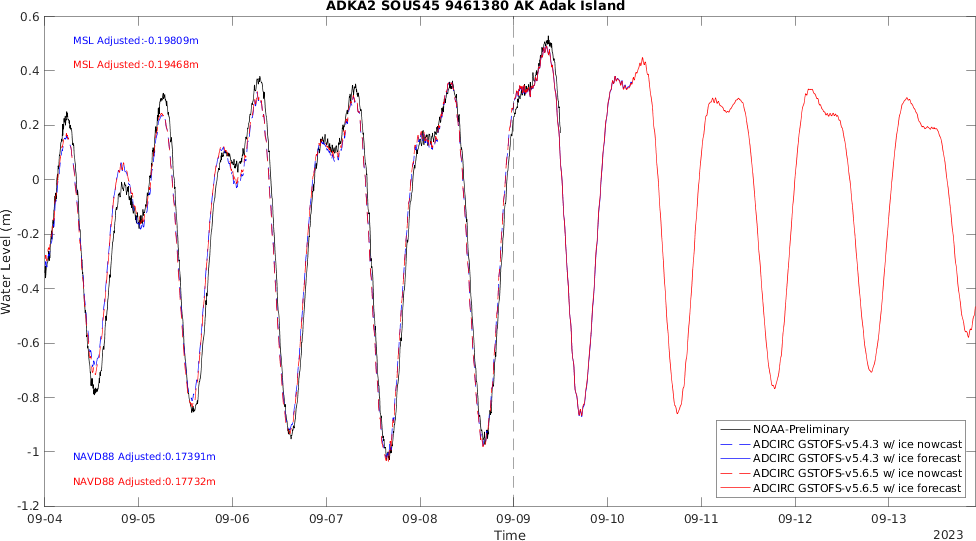 ADKA2 SOUS45 9461380 AK Adak Island
0.6
MSL Adjusted:-0.19809m
MSL Adjusted:-0.19468m
0.4
0.2
0
-0.2
-0.4
-0.6
-0.8
-1
-1.2
Water Level (m)
NAVD88 Adjusted:0.17391m
NAVD88 Adjusted:0.17732m
NOAA-Preliminary
ADCIRC GSTOFS-v5.4.3 w/ ice nowcast
ADCIRC GSTOFS-v5.4.3 w/ ice forecast
ADCIRC GSTOFS-v5.6.5 w/ ice nowcast
ADCIRC GSTOFS-v5.6.5 w/ ice forecast
09-04 09-05 09-06 09-07 09-08 09-09 09-10 09-11 09-12 09-13
Time
2023